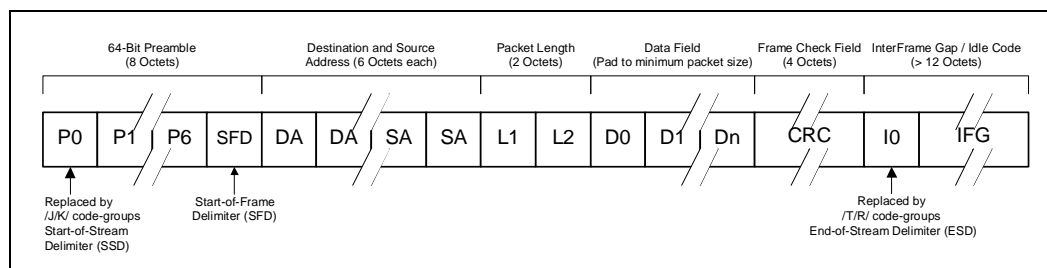 64-Bit Preamble
(8 Octets)
Destination and Source
Address (6 Octets each)
Packet Length
(2 Octets)
Data Field
(Pad to minimum packet size)
Frame Check Field
(4 Octets)
InterFrame Gap / Idle Code
(> 12 Octets)
P0 P1 P6 SFD DA DA SA SA L1 L2 D0 D1 Dn CRC I0 IFG
Replaced by
/J/K/ code-groups
Start-of-Stream
Delimiter (SSD)
Start-of-Frame
Delimiter (SFD)
Replaced by
/T/R/ code-groups
End-of-Stream Delimiter (ESD)